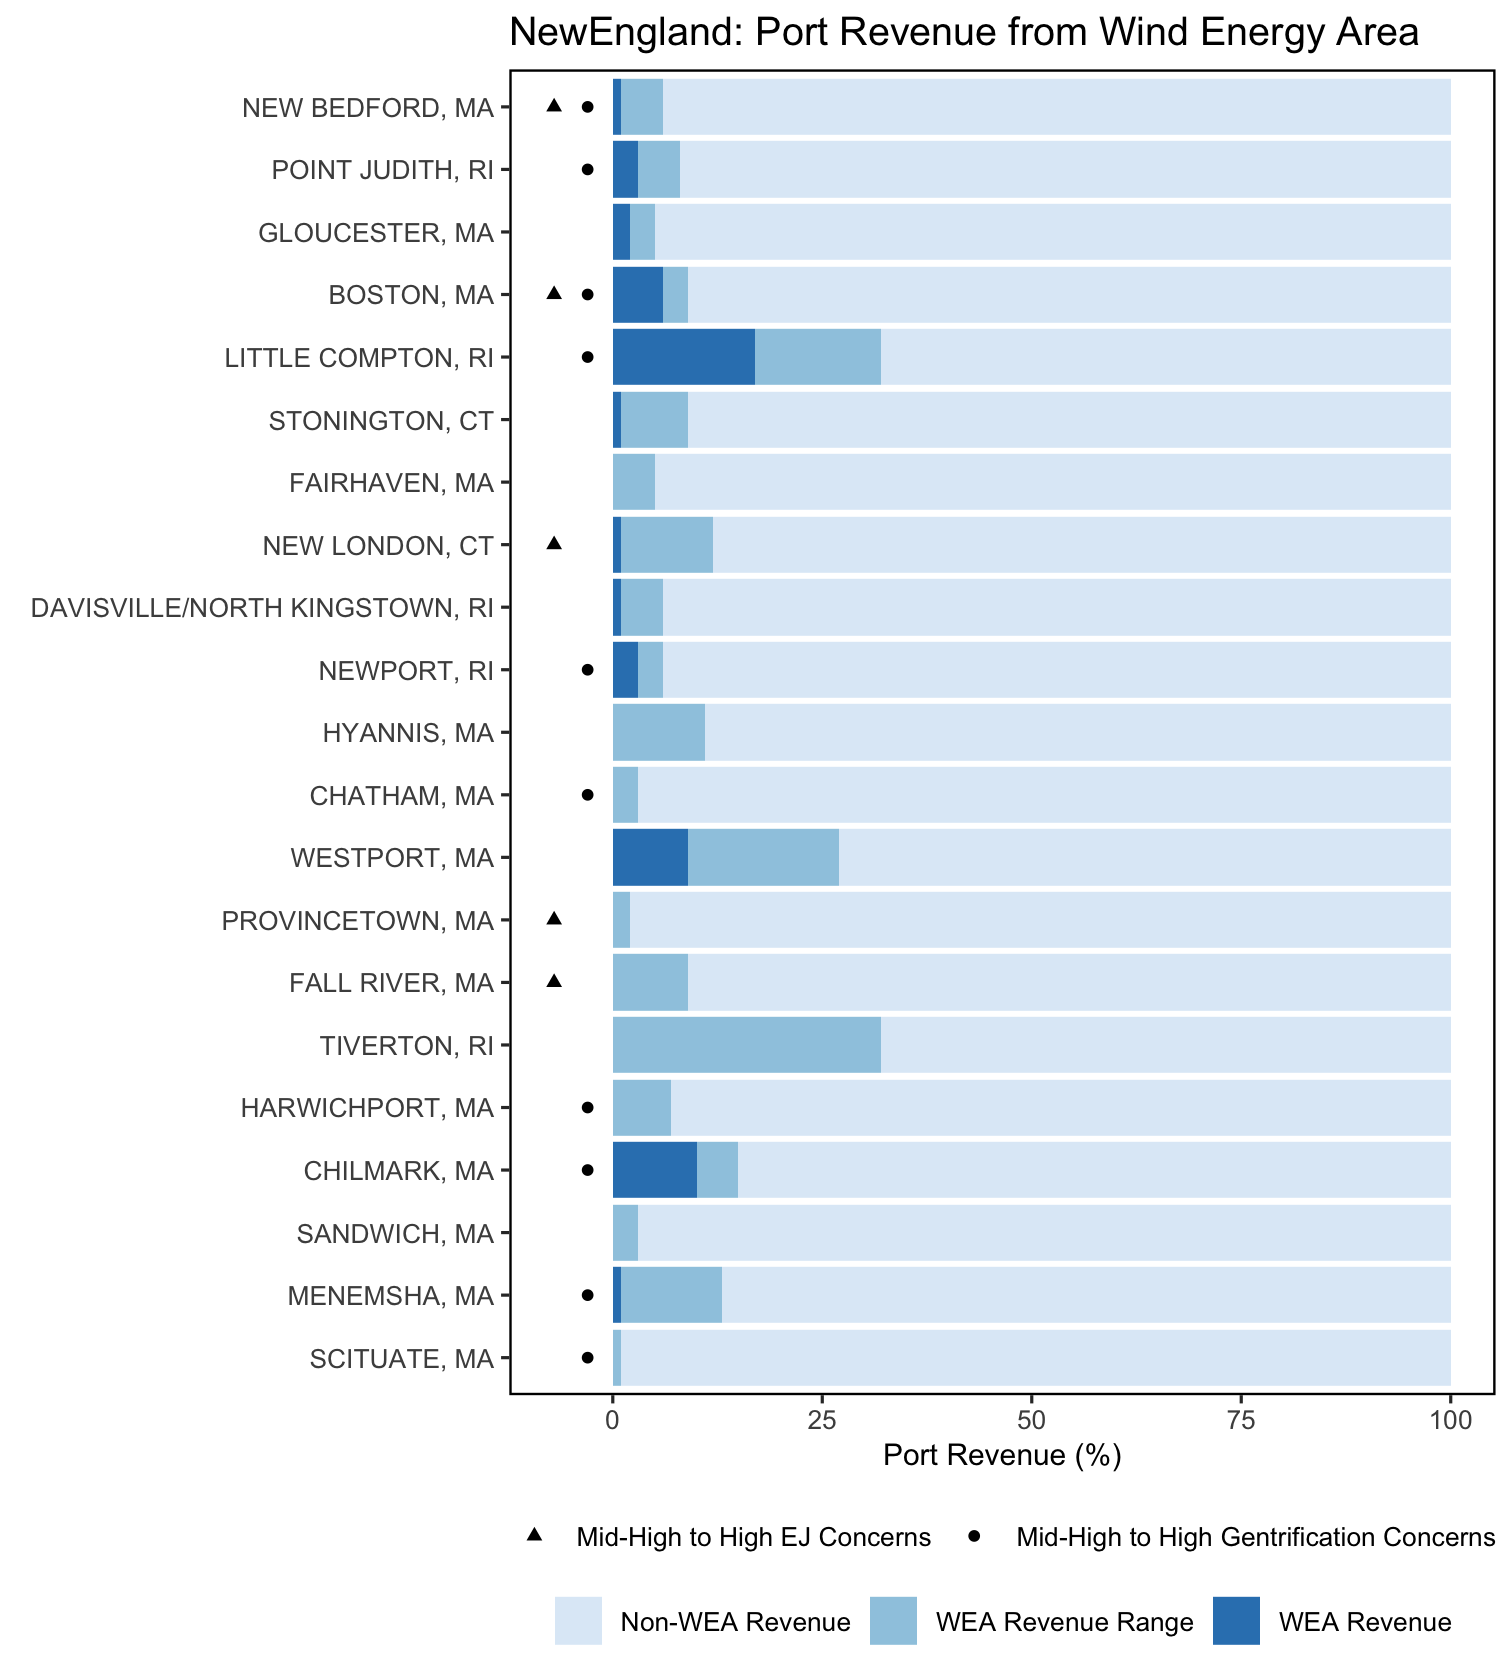 NewEngland: Port Revenue from Wind Energy Area
NEW BEDFORD, MA
POINT JUDITH, RI
GLOUCESTER, MA
BOSTON, MA
LITTLE COMPTON, RI
STONINGTON, CT
FAIRHAVEN, MA
NEW LONDON, CT
DAVISVILLE/NORTH KINGSTOWN, RI
NEWPORT, RI
HYANNIS, MA
CHATHAM, MA
WESTPORT, MA
PROVINCETOWN, MA
FALL RIVER, MA
TIVERTON, RI
HARWICHPORT, MA
CHILMARK, MA
SANDWICH, MA
MENEMSHA, MA
SCITUATE, MA
0 25 50 75 100
Port Revenue (%)
Mid-High to High EJ Concerns Mid-High to High Gentrification Concerns
Non-WEA Revenue WEA Revenue Range WEA Revenue